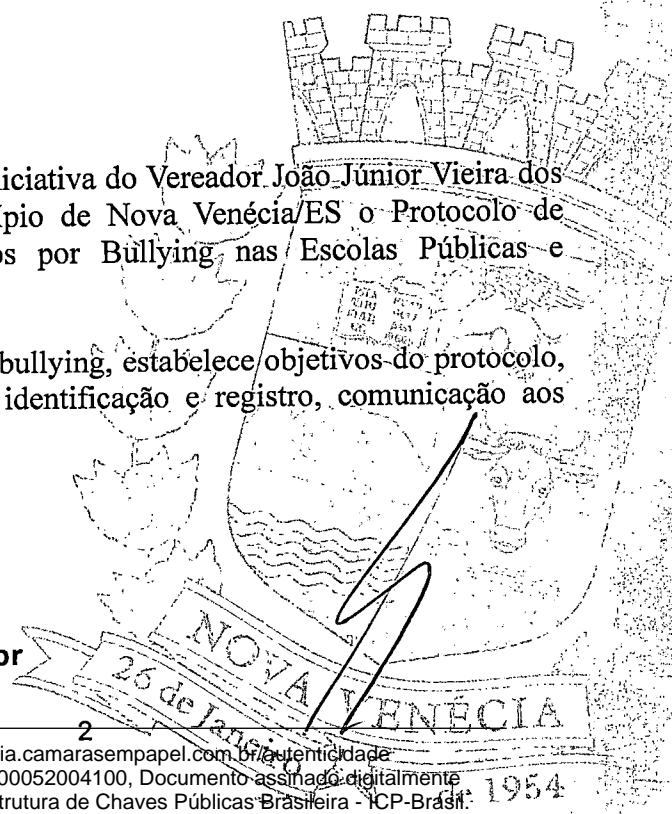 iciativa do Vereador João Júnior Vieira dos
ípio de Nova Venécia/ES o Protocolo de
os por Bullying nas Escolas Públicas e
bullying, estabelece objetivos do protocolo,
identificação e registro, comunicação aos
or
NOVA VENÉCIA
26 de Janeiro de 1954
2
ia.camarasempapel.com.br/autenticidade
00052004100, Documento assinado digitalmente
trutura de Chaves Públicas Brasileira - ICP-Brasil.